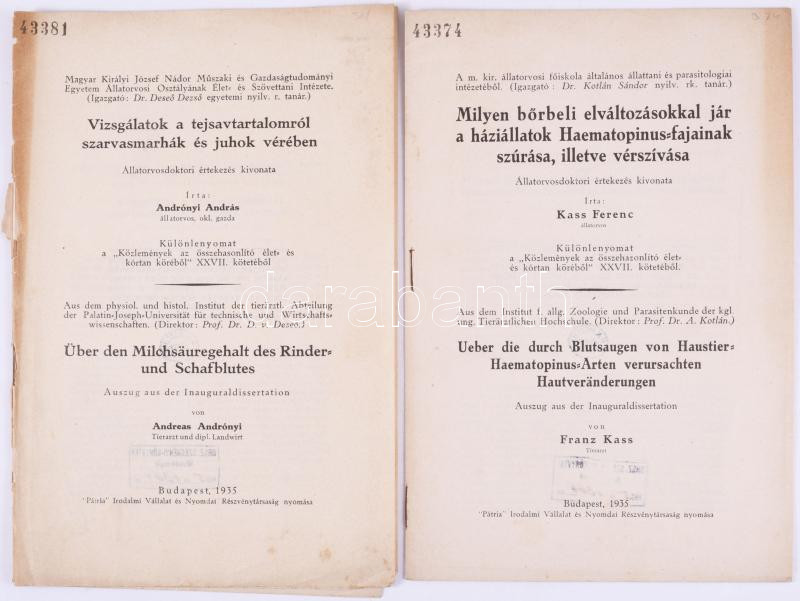 43381
Magyar Királyi József Nádor Műszaki és Gazdaságtudományi
Egyetem Állatorvosi Osztályának Élet- és Szövettani Intézete.
(Igazgató: Dr. Deseő Dezső egyetemi nyilv. r. tanár.)
Vizsgálatok a tejsavtartalomról
szarvasmarhák és juhok vérében
Állatorvosdoktori értekezés kivonata
Írta:
Andrónyi András
állatorvos, okl. gazda
Különlenyomat
a „Közlemények az összehasonlító élet- és
kórtan köréből" XXVII. kötetéből
Aus dem physiol. und histol. Institut der tierärztl. Abteilung
der Palatin-Joseph-Universität für technische und Wirtschafts-
wissenschaften. (Direktor: Prof. Dr. D. v. Deseő.)
Über den Milchsäuregehalt des Rinder-
und Schafblutes
Auszug aus der Inauguraldissertation
von
Andreas Andrónyi
Tierarzt und dipl. Landwirt
Budapest, 1935
"Pátria" Irodalmi Vállalat és Nyomdai Részvénytársaság nyomása
43374
A m. kir. állatorvosi főiskola általános állattani és parasitologiai
intézetéből. (Igazgató: Dr. Kotlán Sándor nyilv. rk. tanár.)
Milyen bőrbeli elváltozásokkal jár
a háziállatok Haematopinus-fajainak
szúrása, illetve vérszívása
Állatorvosdoktori értekezés kivonata
Írta:
Kass Ferenc
állatorvos
Különlenyomat
a „Közlemények az összehasonlító élet-
és kórtan köréből" XXVII. kötetéből.
Aus dem Institut f. allg. Zoologie und Parasitenkunde der kgl.
ung. Tierärztlichen Hochschule. (Direktor: Prof. Dr. A. Kotlán.)
Ueber die durch Blutsaugen von Haustier-
Haematopinus-Arten verursachten
Hautveränderungen
Auszug aus der Inauguraldissertation
von
Franz Kass
Tierarzt
Budapest, 1935
"Pátria" Irodalmi Vállalat és Nyomdai Részvénytársaság nyomása
darabanth